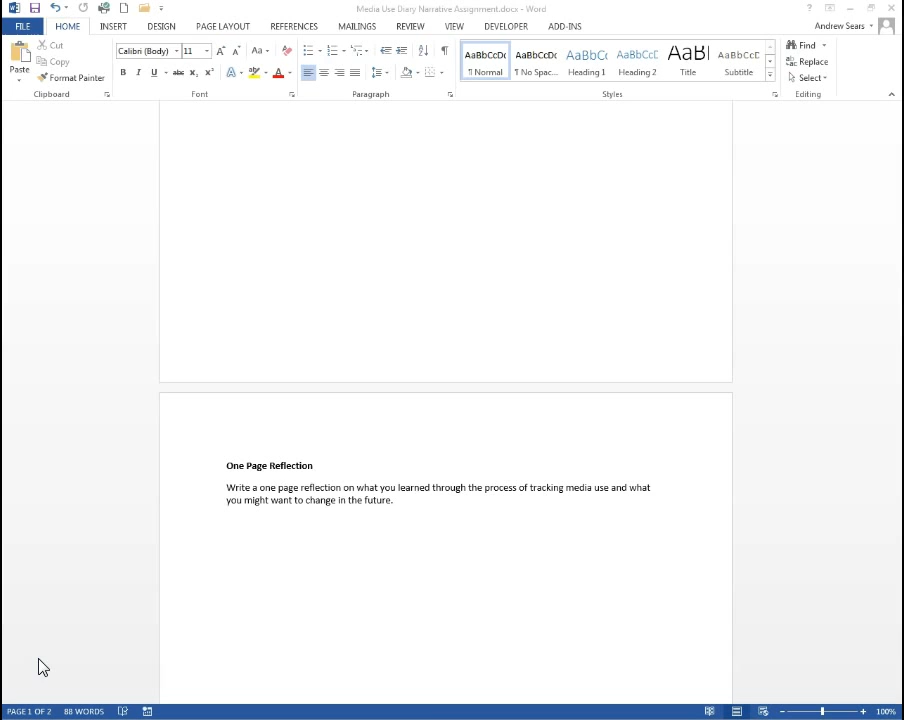 Media Use Diary Narrative Assignment.docx - Word
?
FILE HOME INSERT DESIGN PAGE LAYOUT REFERENCES MAILINGS REVIEW VIEW DEVELOPER ADD-INS Andrew Sears
Paste
Cut
Copy
Format Painter
Clipboard
Calibri (Body) 11 Aa
B I U abc x₂ x² A A
Font
Paragraph
AaBbCcDc AaBbCcDc AaBbCc AaBbCcC AaBl AaBbCcC
¶ Normal ¶ No Spac... Heading 1 Heading 2 Title Subtitle
Styles
Find
Replace
Select
Editing
One Page Reflection
Write a one page reflection on what you learned through the process of tracking media use and what
you might want to change in the future.
PAGE 1 OF 2 88 WORDS 100%